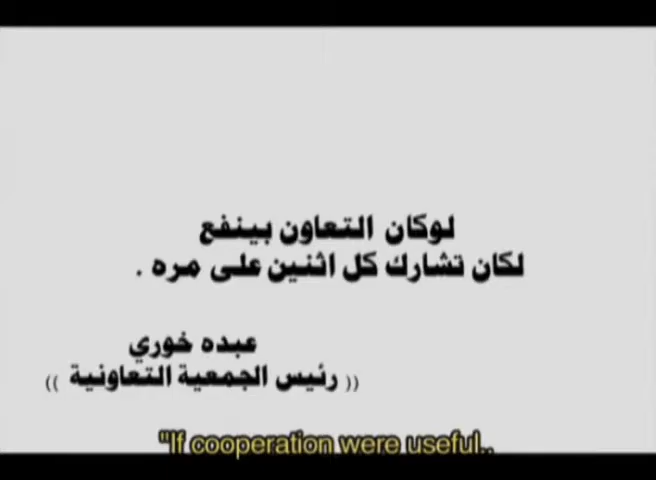 لوكان التعاون بينفع
لكان تشارك كل اثنين على مره .
عبده خوري
(( رئيس الجمعية التعاونية ))
"If cooperation were useful..